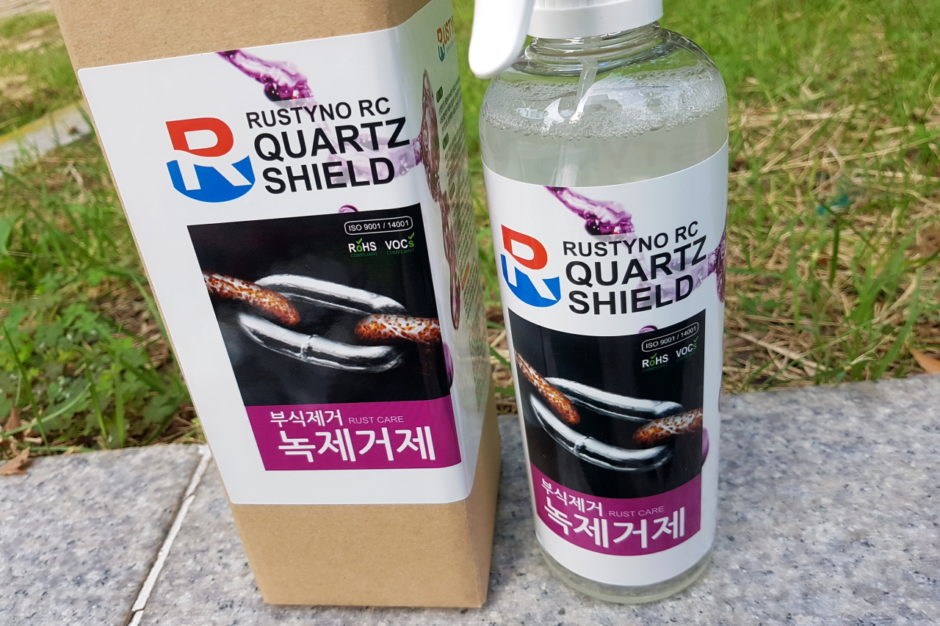 RUSTYNO RC
QUARTZ
SHIELD
ISO 9001 / 14001
RoHS VOCs
부식제거 RUST CARE
녹제거제
RUSTYNO RC
QUARTZ
SHIELD
ISO 9001 / 14001
RoHS VOCs
부식제거 RUST CARE
녹제거제